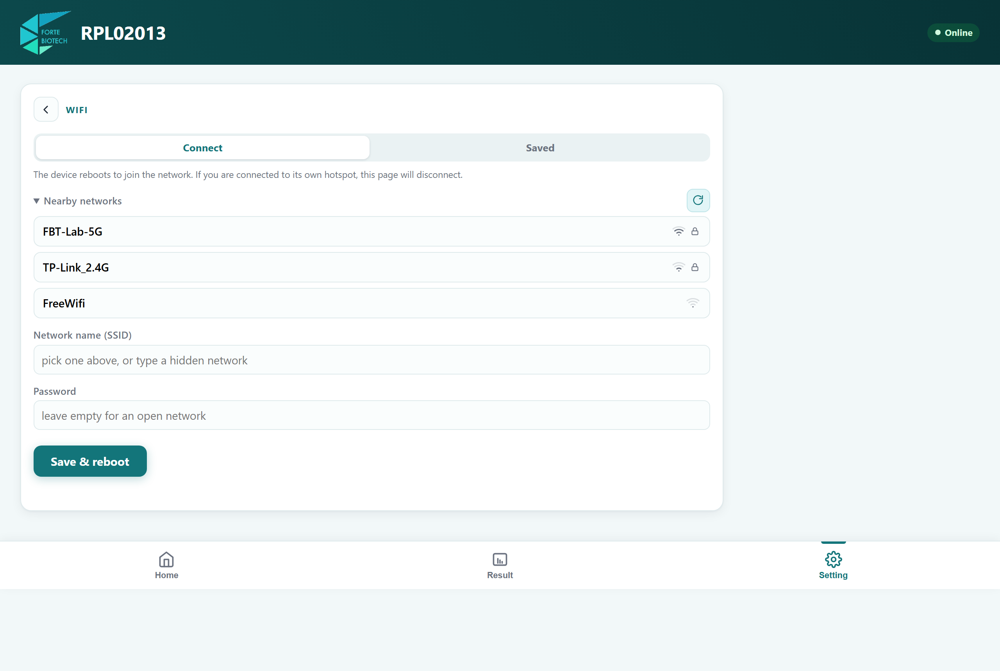 FORTE
BIOTECH
RPL02013
Online
WIFI
Connect
Saved
The device reboots to join the network. If you are connected to its own hotspot, this page will disconnect.
Nearby networks
FBT-Lab-5G
TP-Link_2.4G
FreeWifi
Network name (SSID)
pick one above, or type a hidden network
Password
leave empty for an open network
Save & reboot
Home
Result
Setting